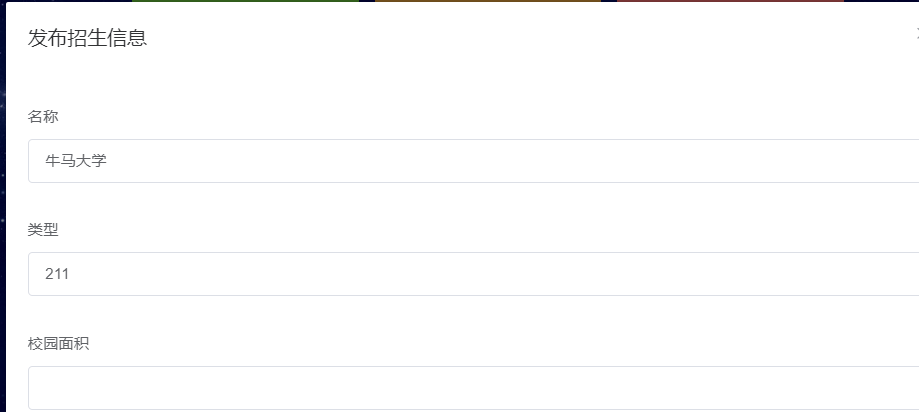 发布招生信息
名称
牛马大学
类型
211
校园面积